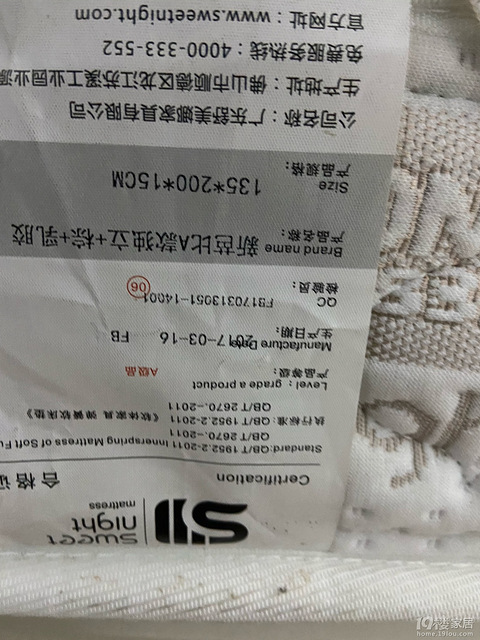 sweet
night
mattress
合格证
Certification
Standard: QB/T 1952.2-2011 Innerspring Mattress of Soft Fu
QB/T 2670-.2011
执行标准: QB/T 1952.2-2011 《软体家具 弹簧软床垫》
QB/T 2670-.2011
Level: grade a product
产品等级: A级品
Manufacture Date
生产日期: 2017-03-16 FB
QC
检验员: FB170313051-14001 06
Brand name
产品名称: 新芭比A款独立+棕+乳胶
Size
产品规格: 135*200*15CM
公司名称: 广东舒美娜家具有限公司
生产地址: 佛山市顺德区龙江苏溪工业园业源
免费服务热线: 4000-333-552
官方网址: www.sweetnight.com
19楼家居
home.19lou.com